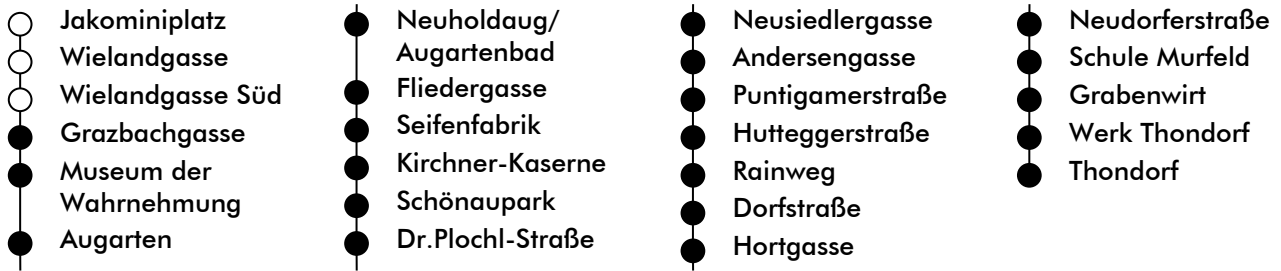 Jakominiplatz
Wielandgasse
Wielandgasse Süd
Grazbachgasse
Museum der
Wahrnehmung
Augarten
Neuholdaug/
Augartenbad
Fliedergasse
Seifenfabrik
Kirchner-Kaserne
Schönaupark
Dr.Plochl-Straße
Neusiedlergasse
Andersengasse
Puntigamerstraße
Hutteggerstraße
Rainweg
Dorfstraße
Hortgasse
Neudorferstraße
Schule Murfeld
Grabenwirt
Werk Thondorf
Thondorf